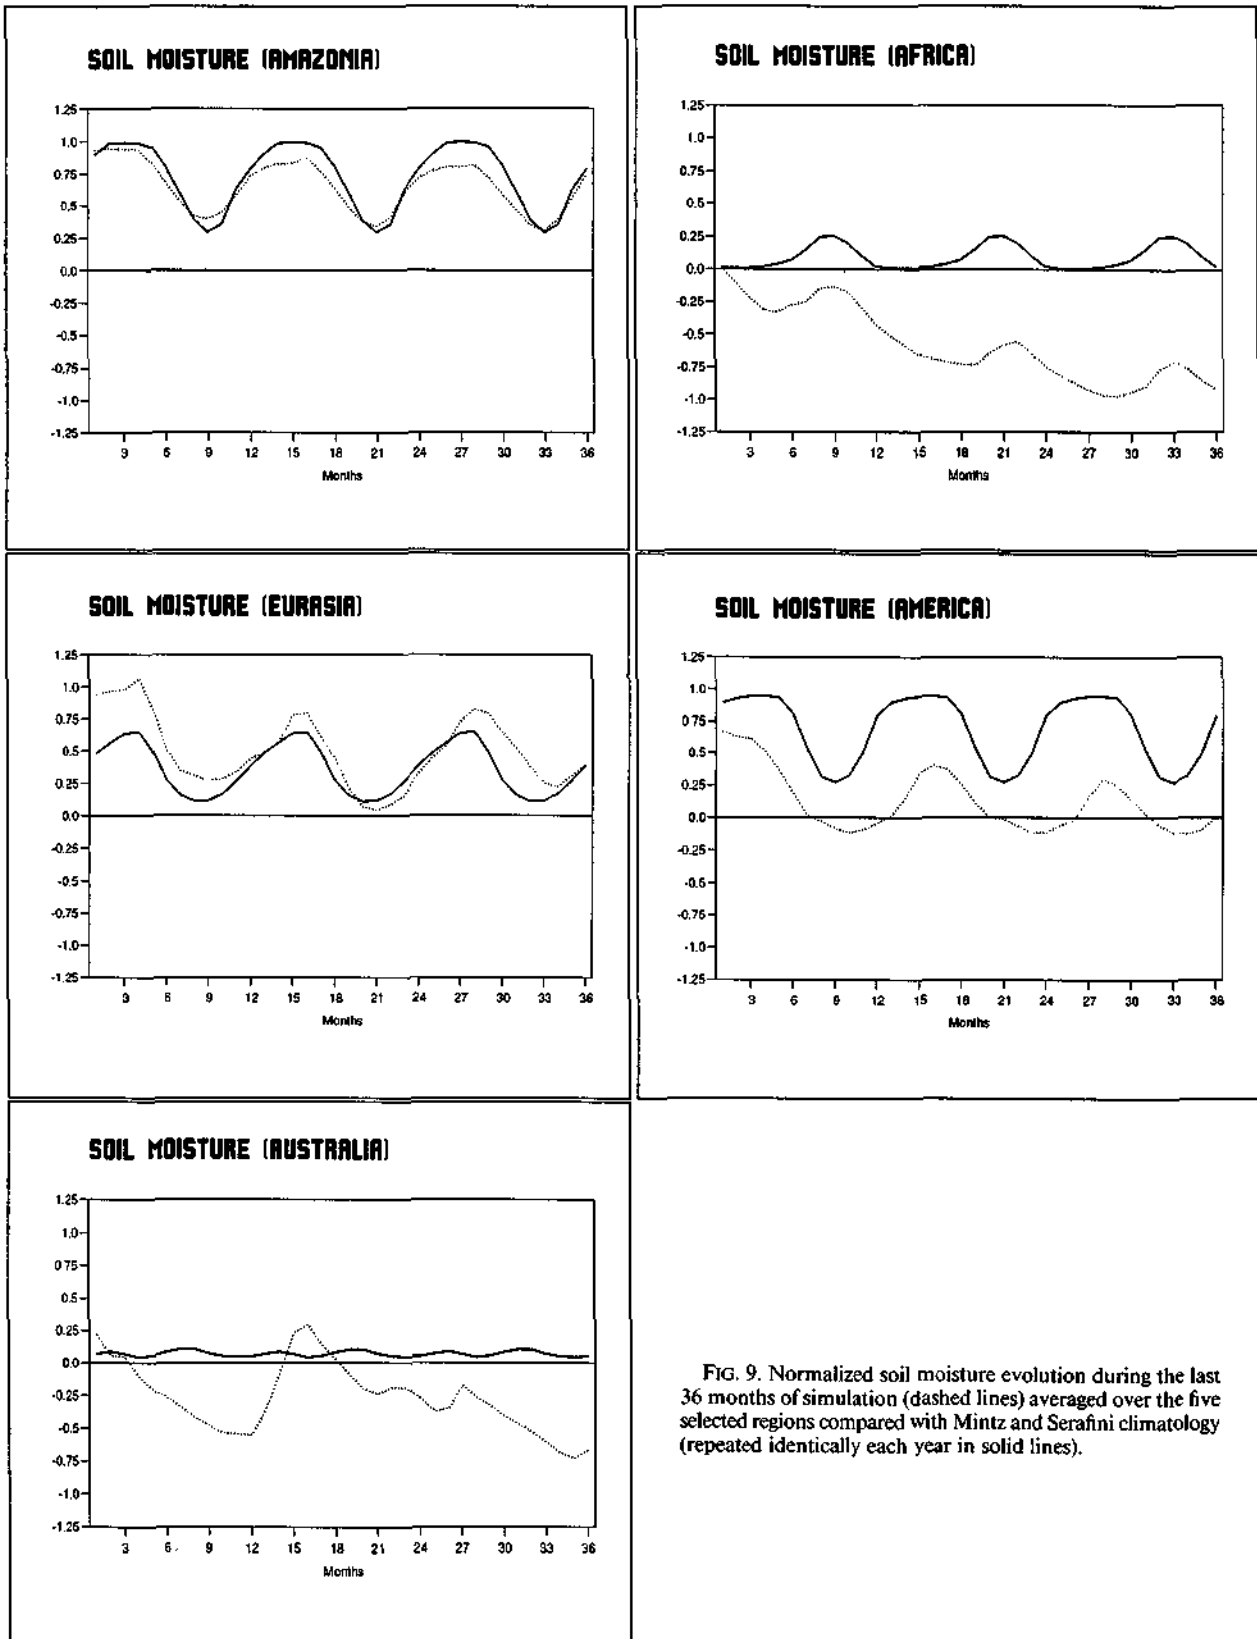 SOIL MOISTURE (AMAZONIA)
1.25
1.0
0.75
0.5
0.25
0.0
-0.25
-0.5
-0.75
-1.0
-1.25
3 6 9 12 15 18 21 24 27 30 33 36
Months
SOIL MOISTURE (AFRICA)
1.25
1.0
0.75
0.5
0.25
0.0
-0.25
-0.5
-0.75
-1.0
-1.25
3 6 9 12 15 18 21 24 27 30 33 36
Months
SOIL MOISTURE (EURASIA)
1.25
1.0
0.75
0.5
0.25
0.0
-0.25
-0.5
-0.75
-1.0
-1.25
3 6 9 12 15 18 21 24 27 30 33 36
Months
SOIL MOISTURE (AMERICA)
1.25
1.0
0.75
0.5
0.25
0.0
-0.25
-0.5
-0.75
-1.0
-1.25
3 6 9 12 15 18 21 24 27 30 33 36
Months
SOIL MOISTURE (AUSTRALIA)
1.25
1.0
0.75
0.5
0.25
0.0
-0.25
-0.5
-0.75
-1.0
-1.25
3 6 9 12 15 18 21 24 27 30 33 36
Months
FIG. 9. Normalized soil moisture evolution during the last
36 months of simulation (dashed lines) averaged over the five
selected regions compared with Mintz and Serafini climatology
(repeated identically each year in solid lines).